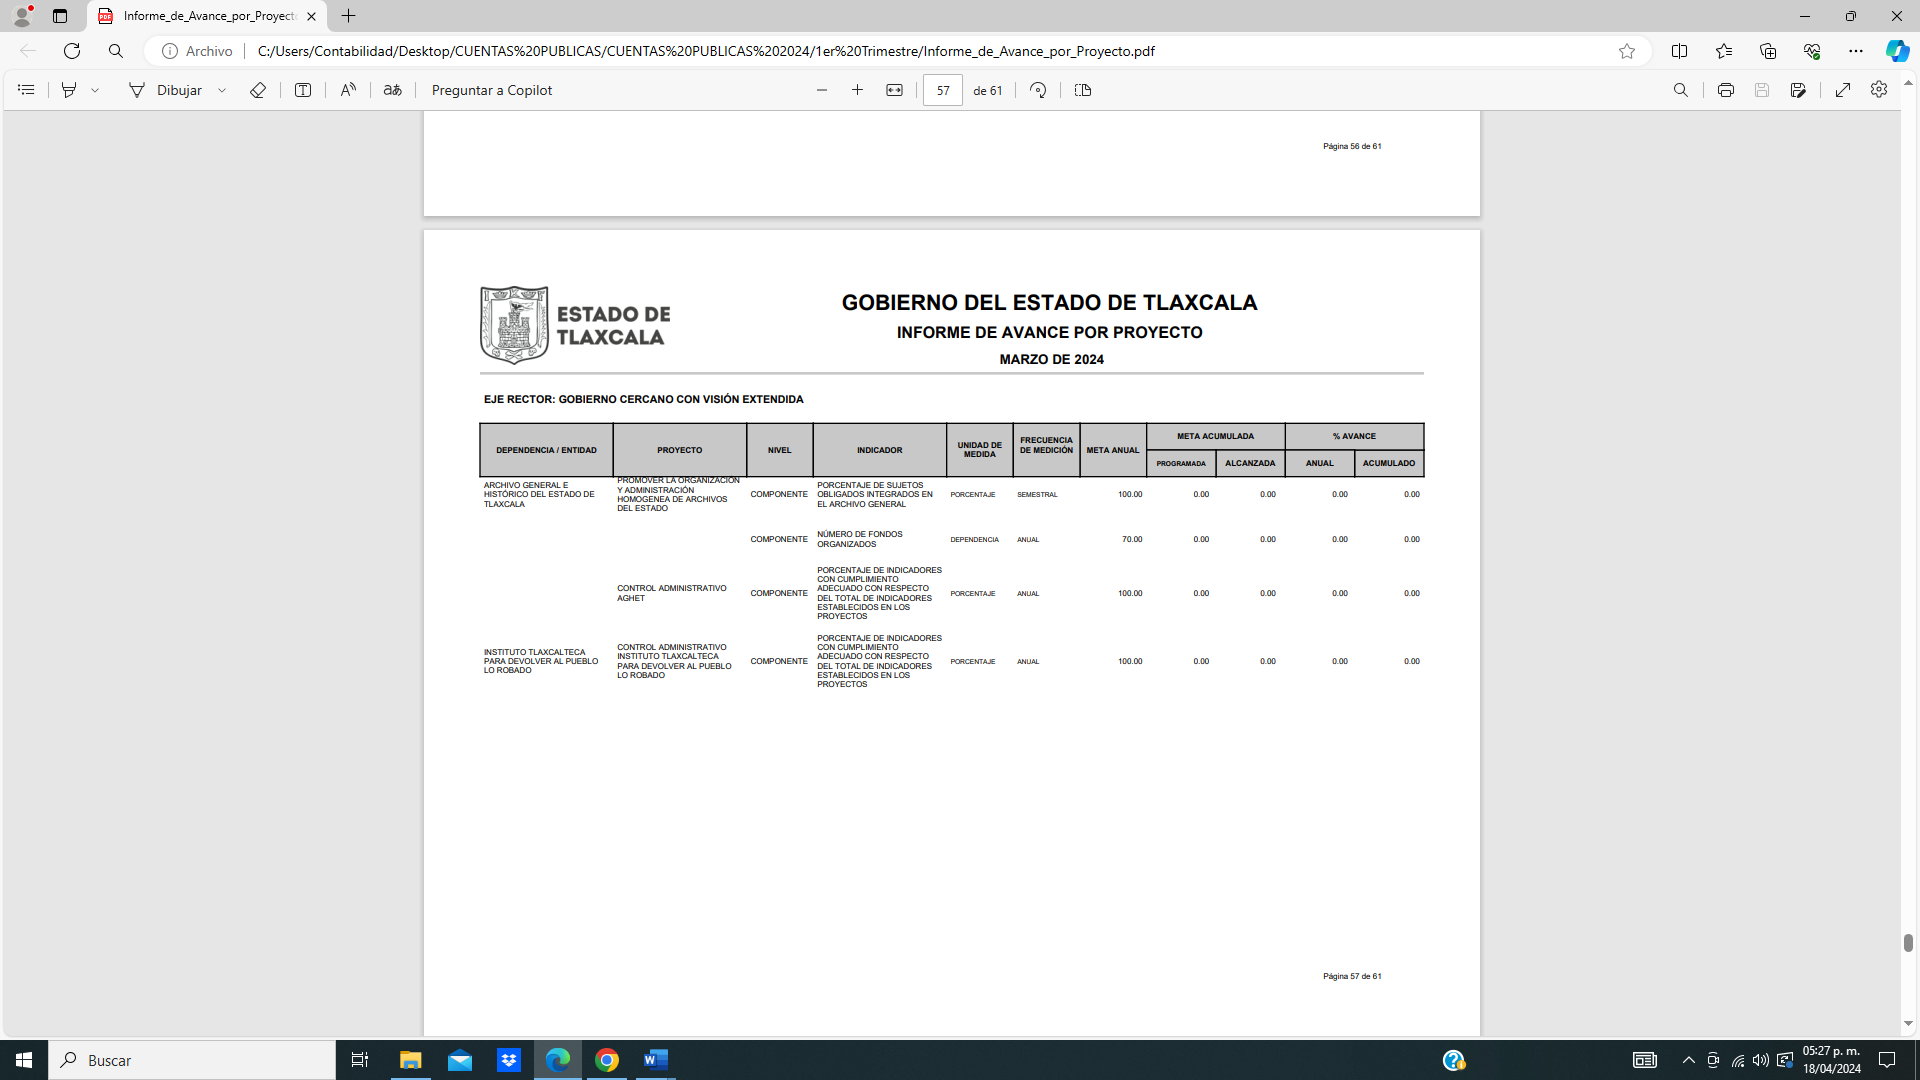 Informe_de_Avance_por_Proyecto
Archivo
C:/Users/Contabilidad/Desktop/CUENTAS%20PUBLICAS/CUENTAS%20PUBLICAS%202024/1er%20Trimestre/Informe_de_Avance_por_Proyecto.pdf
Dibujar
Preguntar a Copilot
57 de 61
Página 56 de 61
ESTADO DE
TLAXCALA
GOBIERNO DEL ESTADO DE TLAXCALA
INFORME DE AVANCE POR PROYECTO
MARZO DE 2024
EJE RECTOR: GOBIERNO CERCANO CON VISIÓN EXTENDIDA
DEPENDENCIA / ENTIDAD
PROYECTO
NIVEL
INDICADOR
UNIDAD DE
MEDIDA
FRECUENCIA
DE MEDICIÓN
META ANUAL
META ACUMULADA
PROGRAMADA
ALCANZADA
% AVANCE
ANUAL
ACUMULADO
ARCHIVO GENERAL E
HISTÓRICO DEL ESTADO DE
TLAXCALA
PROMOVER LA ORGANIZACIÓN
Y ADMINISTRACIÓN
HOMOGENEA DE ARCHIVOS
DEL ESTADO
COMPONENTE
PORCENTAJE DE SUJETOS
OBLIGADOS INTEGRADOS EN
EL ARCHIVO GENERAL
PORCENTAJE
SEMESTRAL
100.00
0.00
0.00
0.00
0.00
COMPONENTE
NÚMERO DE FONDOS
ORGANIZADOS
DEPENDENCIA
ANUAL
70.00
0.00
0.00
0.00
0.00
CONTROL ADMINISTRATIVO
AGHET
COMPONENTE
PORCENTAJE DE INDICADORES
CON CUMPLIMIENTO
ADECUADO CON RESPECTO
DEL TOTAL DE INDICADORES
ESTABLECIDOS EN LOS
PROYECTOS
PORCENTAJE
ANUAL
100.00
0.00
0.00
0.00
0.00
INSTITUTO TLAXCALTECA
PARA DEVOLVER AL PUEBLO
LO ROBADO
CONTROL ADMINISTRATIVO
INSTITUTO TLAXCALTECA
PARA DEVOLVER AL PUEBLO
LO ROBADO
COMPONENTE
PORCENTAJE DE INDICADORES
CON CUMPLIMIENTO
ADECUADO CON RESPECTO
DEL TOTAL DE INDICADORES
ESTABLECIDOS EN LOS
PROYECTOS
PORCENTAJE
ANUAL
100.00
0.00
0.00
0.00
0.00
Página 57 de 61
Buscar
05:27 p. m.
18/04/2024